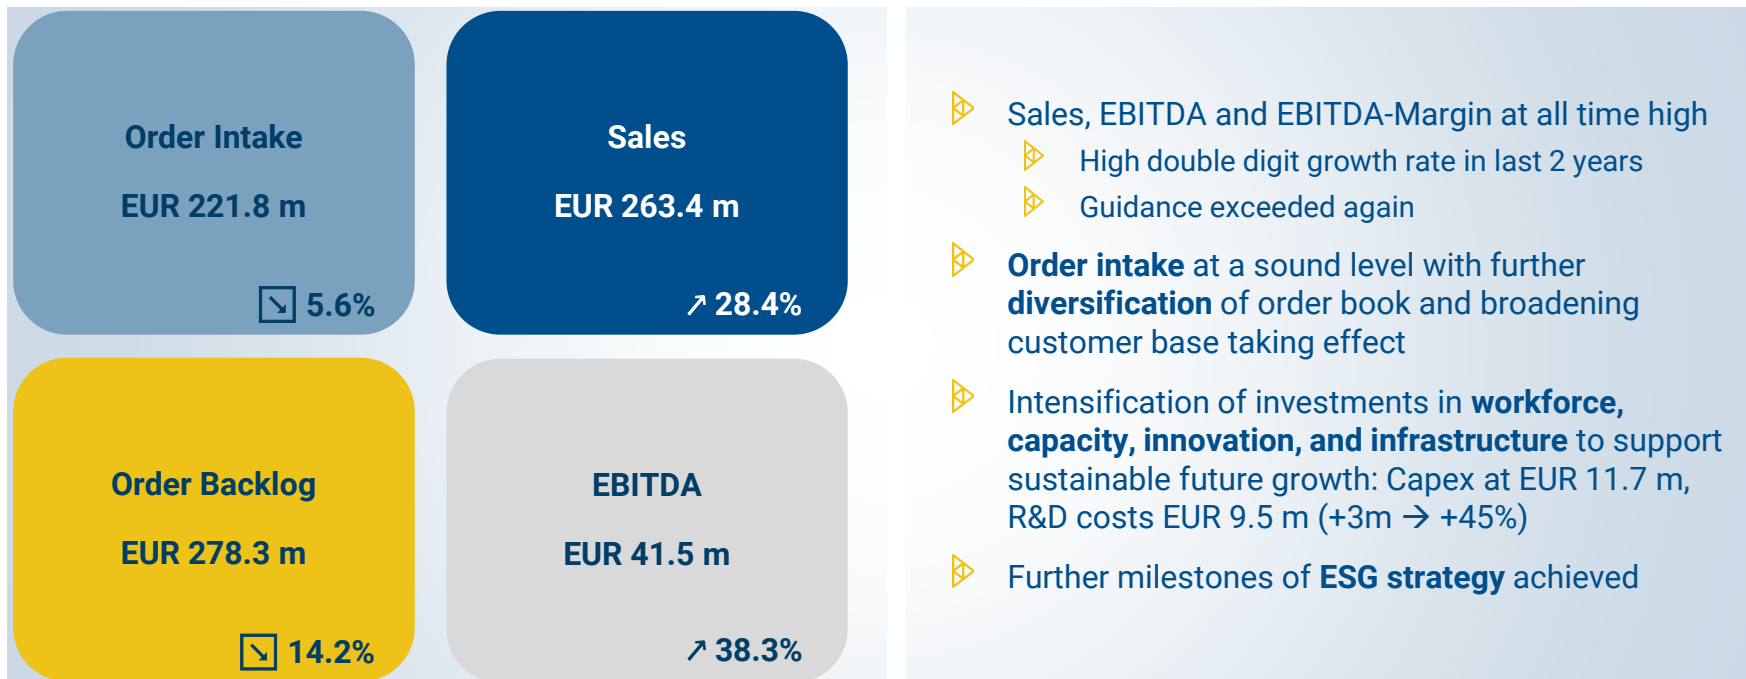 Order Intake
EUR 221.8 m
↘ 5.6%
Sales
EUR 263.4 m
↗ 28.4%
Order Backlog
EUR 278.3 m
↘ 14.2%
EBITDA
EUR 41.5 m
↗ 38.3%
Sales, EBITDA and EBITDA-Margin at all time high
High double digit growth rate in last 2 years
Guidance exceeded again
Order intake at a sound level with further
diversification of order book and broadening
customer base taking effect
Intensification of investments in workforce,
capacity, innovation, and infrastructure to support
sustainable future growth: Capex at EUR 11.7 m,
R&D costs EUR 9.5 m (+3m → +45%)
Further milestones of ESG strategy achieved